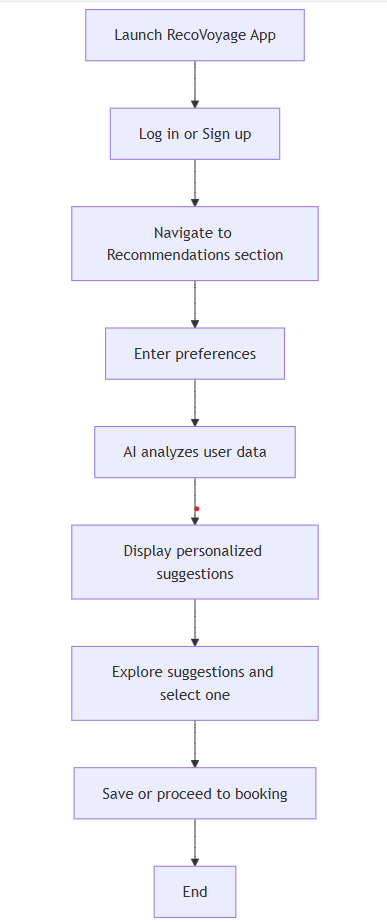 Launch RecoVoyage App
Log in or Sign up
Navigate to
Recommendations section
Enter preferences
AI analyzes user data
Display personalized
suggestions
Explore suggestions and
select one
Save or proceed to booking
End